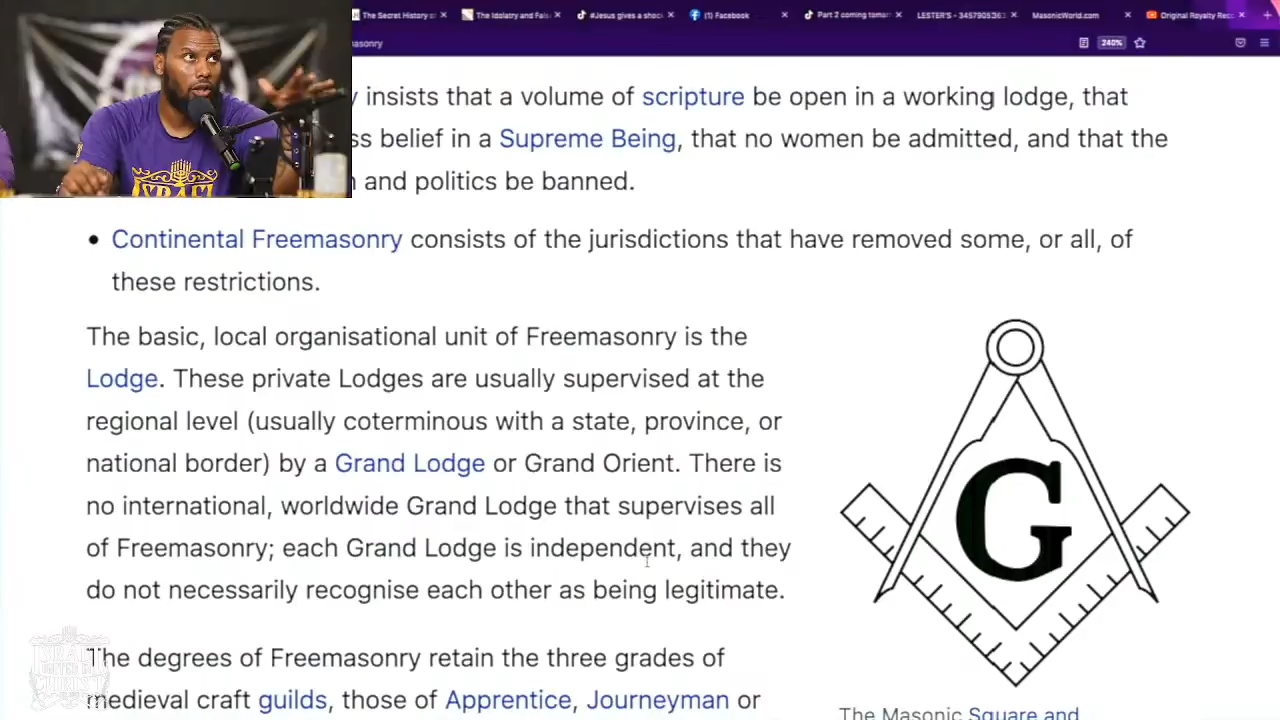 The Secret History o
The Idolatry and Fals
#Jesus gives a shoc
(1) Facebook
Part 2 coming tomor
LESTER'S - 3457905363
MasonicWorld.com
Original Royalty Rec
asonry
240%
y insists that a volume of scripture be open in a working lodge, that
ss belief in a Supreme Being, that no women be admitted, and that the
n and politics be banned.
• Continental Freemasonry consists of the jurisdictions that have removed some, or all, of
these restrictions.
The basic, local organisational unit of Freemasonry is the
Lodge. These private Lodges are usually supervised at the
regional level (usually coterminous with a state, province, or
national border) by a Grand Lodge or Grand Orient. There is
no international, worldwide Grand Lodge that supervises all
of Freemasonry; each Grand Lodge is independent, and they
do not necessarily recognise each other as being legitimate.
The degrees of Freemasonry retain the three grades of
medieval craft guilds, those of Apprentice, Journeyman or
G
The Masonic Square and
ISRAEL
ISRAEL
UNITED IN
CHRIST